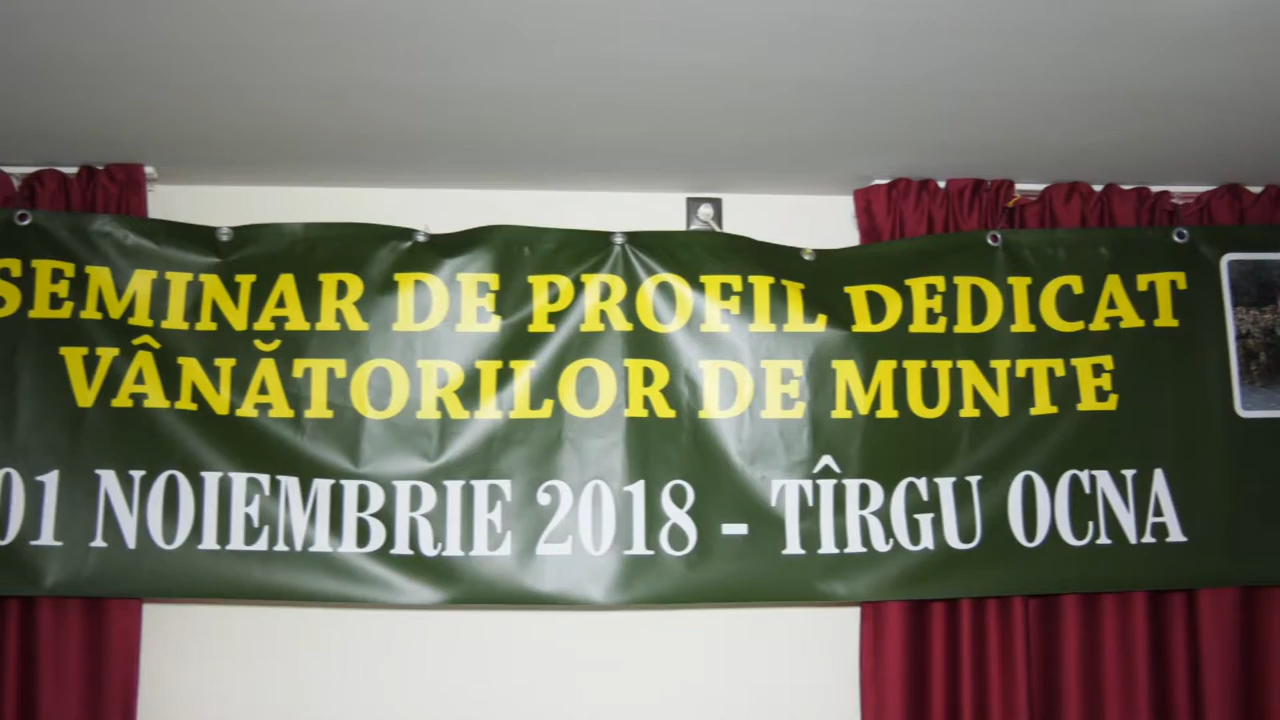 SEMINAR DE PROFIL DEDICAT
VÂNĂTORILOR DE MUNTE
01 NOIEMBRIE 2018 - TÎRGU OCNA